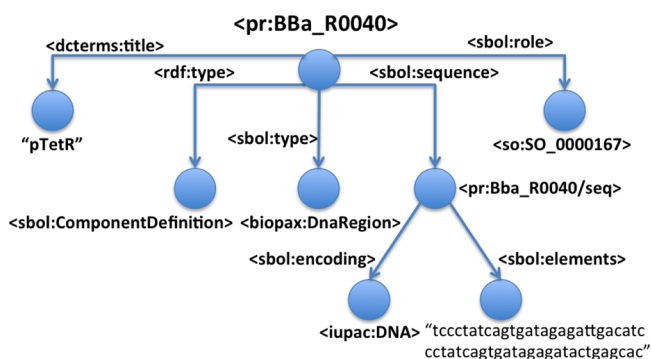 <pr:BBa_R0040>
<dcterms:title>
<sbol:role>
<rdf:type>
<sbol:sequence>
"pTetR"
<sbol:type>
<so:SO_0000167>
<pr:Bba_R0040/seq>
<sbol:ComponentDefinition>
<biopax:DnaRegion>
<sbol:encoding>
<sbol:elements>
<iupac:DNA>
“tccctatcagtgatagagattgacatc
cctatcagtgatagagatactgagcac”